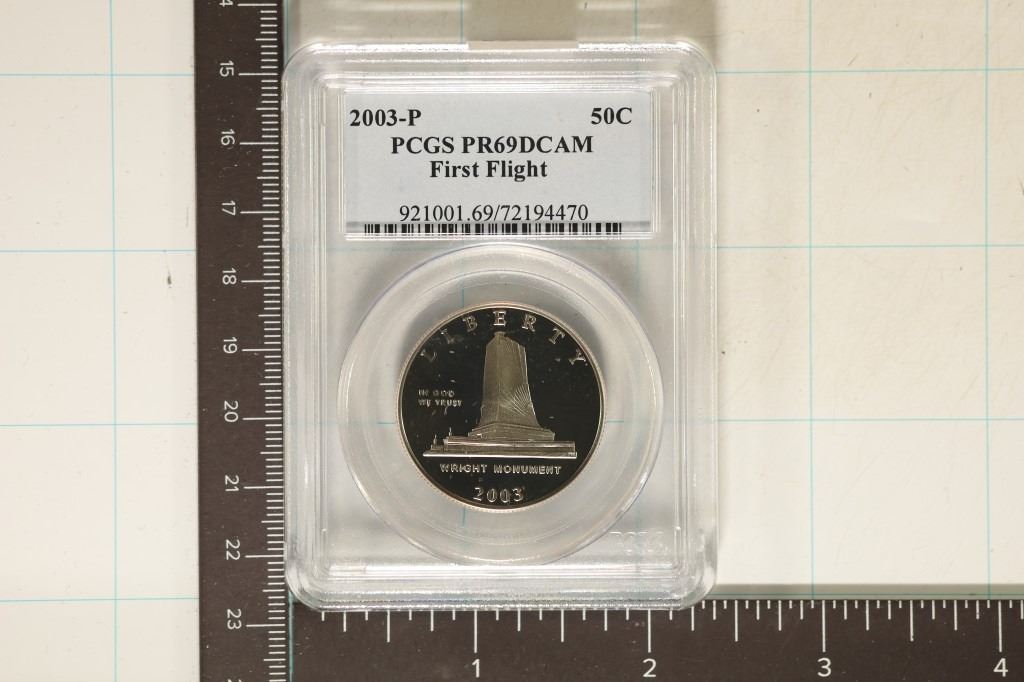 2003-P 50C
PCGS PR69DCAM
First Flight
921001.69/72194470
LIBERTY
IN GOD
WE TRUST
WRIGHT MONUMENT
2003
14
15
16
17
18
19
20
21
22
23
1 2 3 4